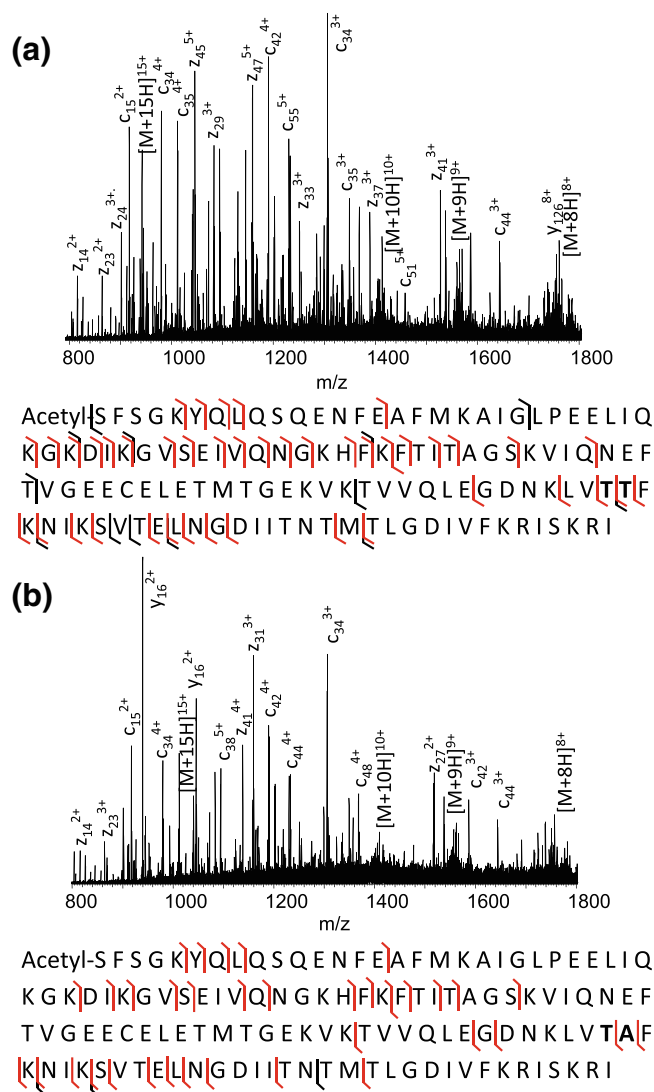 (a)
z14 2+
z23 2+
z24 3+.
c15 2+
[M+15H]15+
c34 4+
c35 4+
z45 5+
z29 3+
z47 5+
c42 4+
c55 5+
z33 3+
c34 3+
c35 3+
z37 3+
[M+10H]10+
c51 5+
z41 3+
[M+9H]9+
c44 3+
y126 8+
[M+8H]8+
800 1000 1200 1400 1600 1800
m/z
Acetyl-S F S G K Y Q L Q S Q E N F E A F M K A I G L P E E L I Q
K G K D I K G V S E I V Q N G K H F K F T I T A G S K V I Q N E F
T V G E E C E L E T M T G E K V K T V V Q L E G D N K L V T T F
K N I K S V T E L N G D I I T N T M T L G D I V F K R I S K R I
(b)
z14 2+
z23 3+
c15 2+
y16 2+
c34 4+
[M+15H]15+
y16 2+
c38 5+
z41 4+
z31 3+
c42 4+
c44 4+
c34 3+
c48 4+
[M+10H]10+
z27 2+
[M+9H]9+
c42 3+
c44 3+
[M+8H]8+
800 1000 1200 1400 1600 1800
m/z
Acetyl-S F S G K Y Q L Q S Q E N F E A F M K A I G L P E E L I Q
K G K D I K G V S E I V Q N G K H F K F T I T A G S K V I Q N E F
T V G E E C E L E T M T G E K V K T V V Q L E G D N K L V T A F
K N I K S V T E L N G D I I T N T M T L G D I V F K R I S K R I